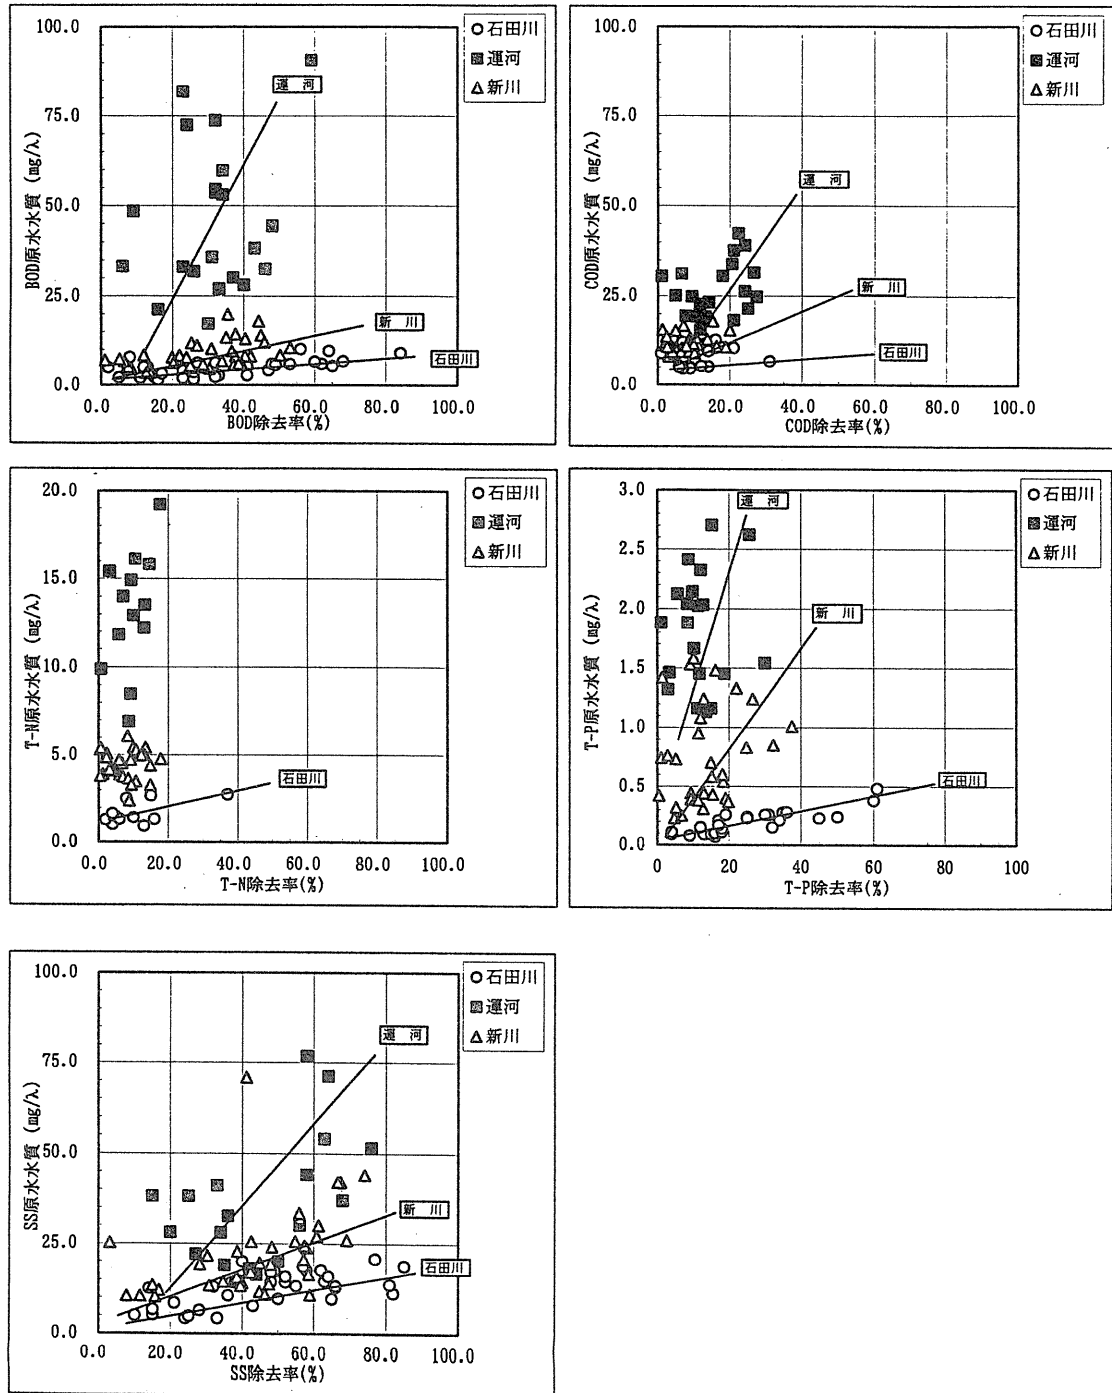 100.0
75.0
50.0
25.0
0.0
BOD原水水質 (mg/λ)
0.0 20.0 40.0 60.0 80.0 100.0
BOD除去率(%)
運 河
新 川
石田川
石田川
運河
新川
100.0
75.0
50.0
25.0
0.0
COD原水水質 (mg/λ)
0.0 20.0 40.0 60.0 80.0 100.0
COD除去率(%)
運 河
新 川
石田川
石田川
運河
新川
20.0
15.0
10.0
5.0
0.0
T-N原水水質 (mg/λ)
0.0 20.0 40.0 60.0 80.0 100.0
T-N除去率(%)
石田川
石田川
運河
新川
3.0
2.5
2.0
1.5
1.0
0.5
0.0
T-P原水水質 (mg/λ)
0 20 40 60 80 100
T-P除去率(%)
運 河
新 川
石田川
石田川
運河
新川
100.0
75.0
50.0
25.0
0.0
SS原水水質 (mg/λ)
0.0 20.0 40.0 60.0 80.0 100.0
SS除去率(%)
運 河
新 川
石田川
石田川
運河
新川